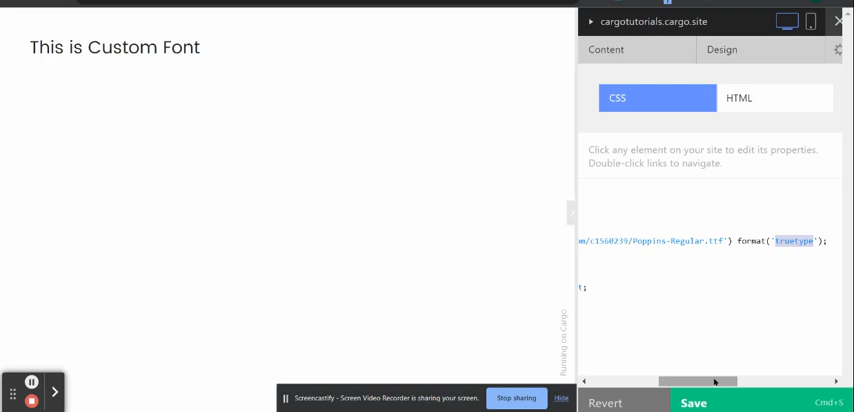 cargotutorials.cargo.site
This is Custom Font
Content Design
CSS HTML
Click any element on your site to edit its properties.
Double-click links to navigate.
om/c1560239/Poppins-Regular.ttf') format('truetype');
t;
Running on Cargo
Screencastify - Screen Video Recorder is sharing your screen. Stop sharing Hide
Revert Save Cmd+S